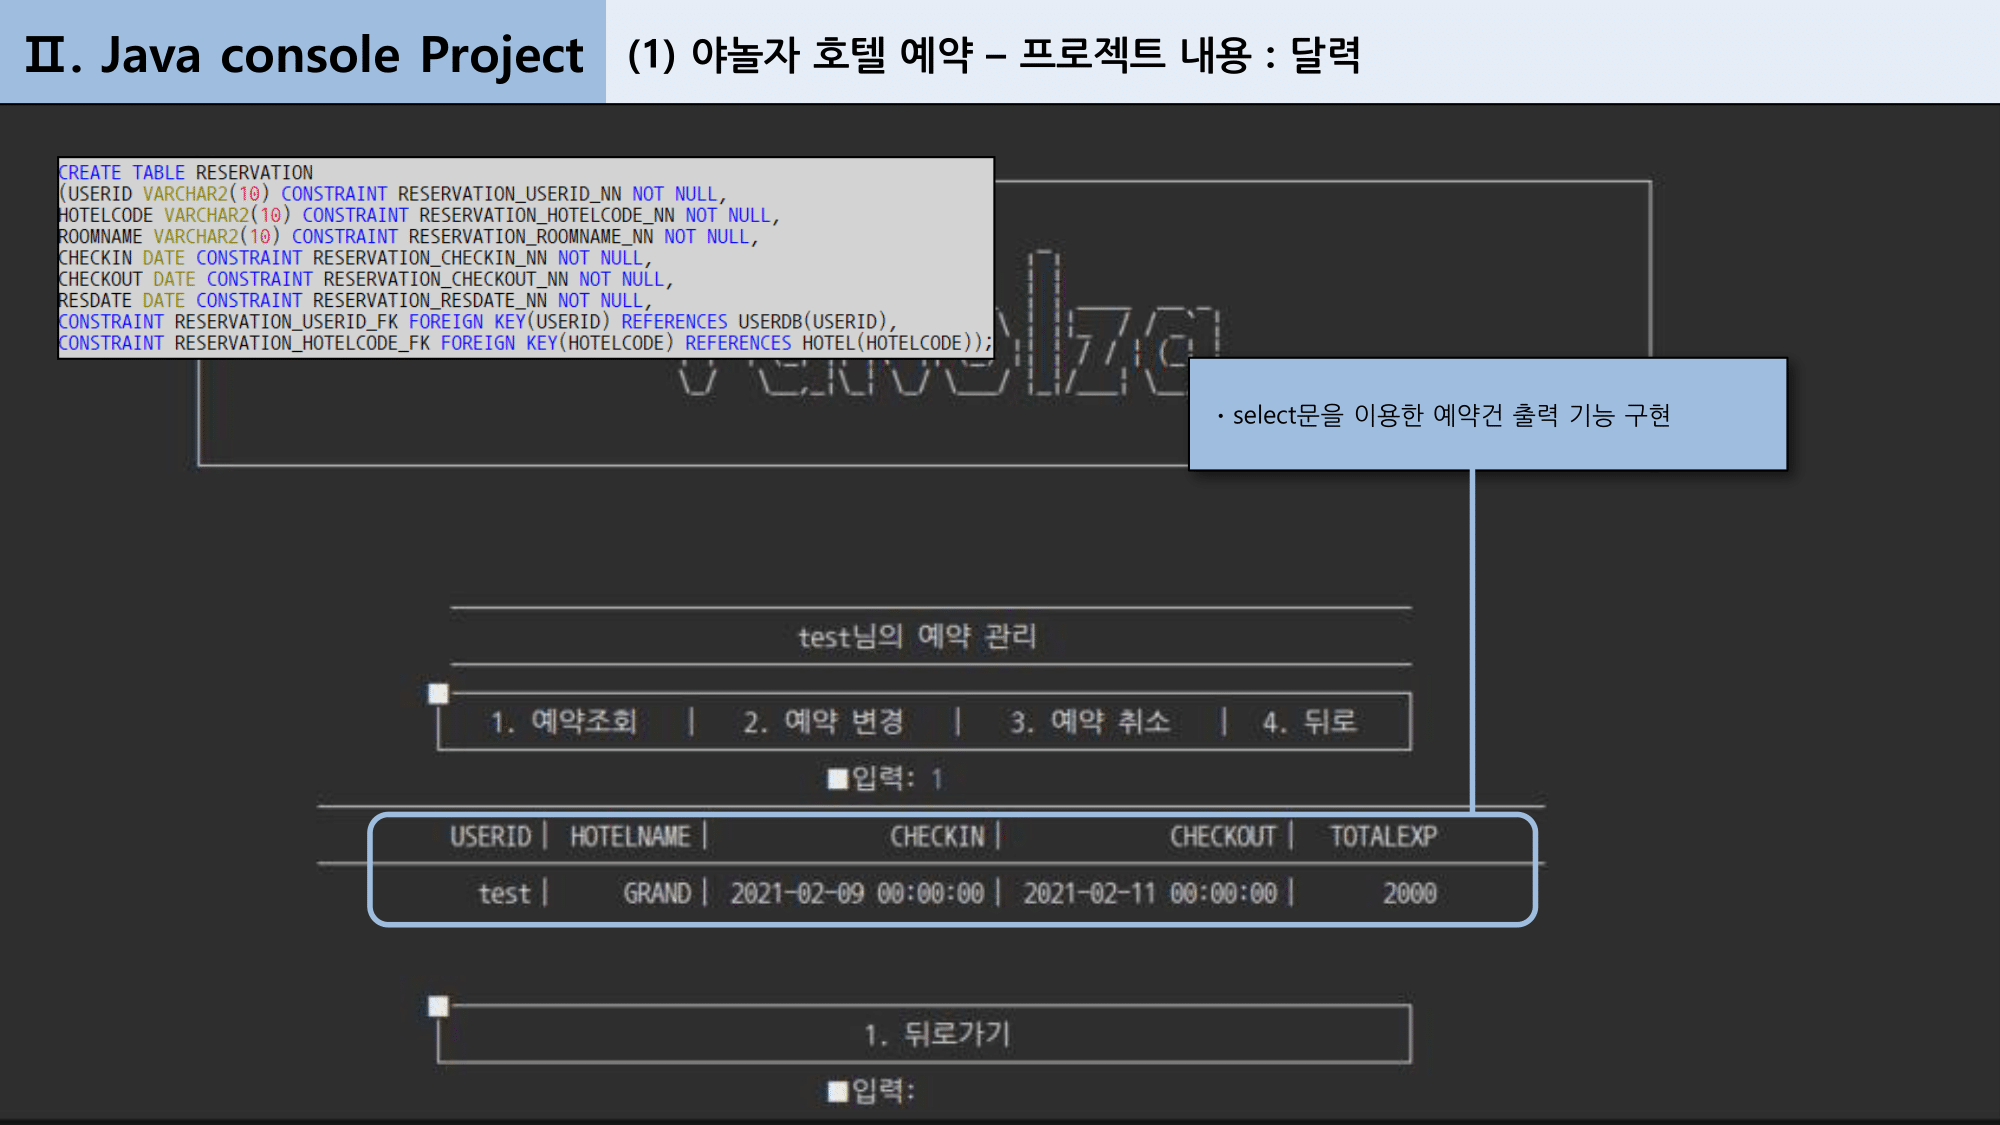 Ⅱ. Java console Project
(1) 야놀자 호텔 예약 – 프로젝트 내용 : 달력
CREATE TABLE RESERVATION
(USERID VARCHAR2(10) CONSTRAINT RESERVATION_USERID_NN NOT NULL,
HOTELCODE VARCHAR2(10) CONSTRAINT RESERVATION_HOTELCODE_NN NOT NULL,
ROOMNAME VARCHAR2(10) CONSTRAINT RESERVATION_ROOMNAME_NN NOT NULL,
CHECKIN DATE CONSTRAINT RESERVATION_CHECKIN_NN NOT NULL,
CHECKOUT DATE CONSTRAINT RESERVATION_CHECKOUT_NN NOT NULL,
RESDATE DATE CONSTRAINT RESERVATION_RESDATE_NN NOT NULL,
CONSTRAINT RESERVATION_USERID_FK FOREIGN KEY(USERID) REFERENCES USERDB(USERID),
CONSTRAINT RESERVATION_HOTELCODE_FK FOREIGN KEY(HOTELCODE) REFERENCES HOTEL(HOTELCODE));
· select문을 이용한 예약건 출력 기능 구현
test님의 예약 관리
1. 예약조회 | 2. 예약 변경 | 3. 예약 취소 | 4. 뒤로
■입력: 1
USERID| HOTELNAME| CHECKIN| CHECKOUT| TOTALEXP
test| GRAND| 2021-02-09 00:00:00| 2021-02-11 00:00:00| 2000
1. 뒤로가기
■입력: